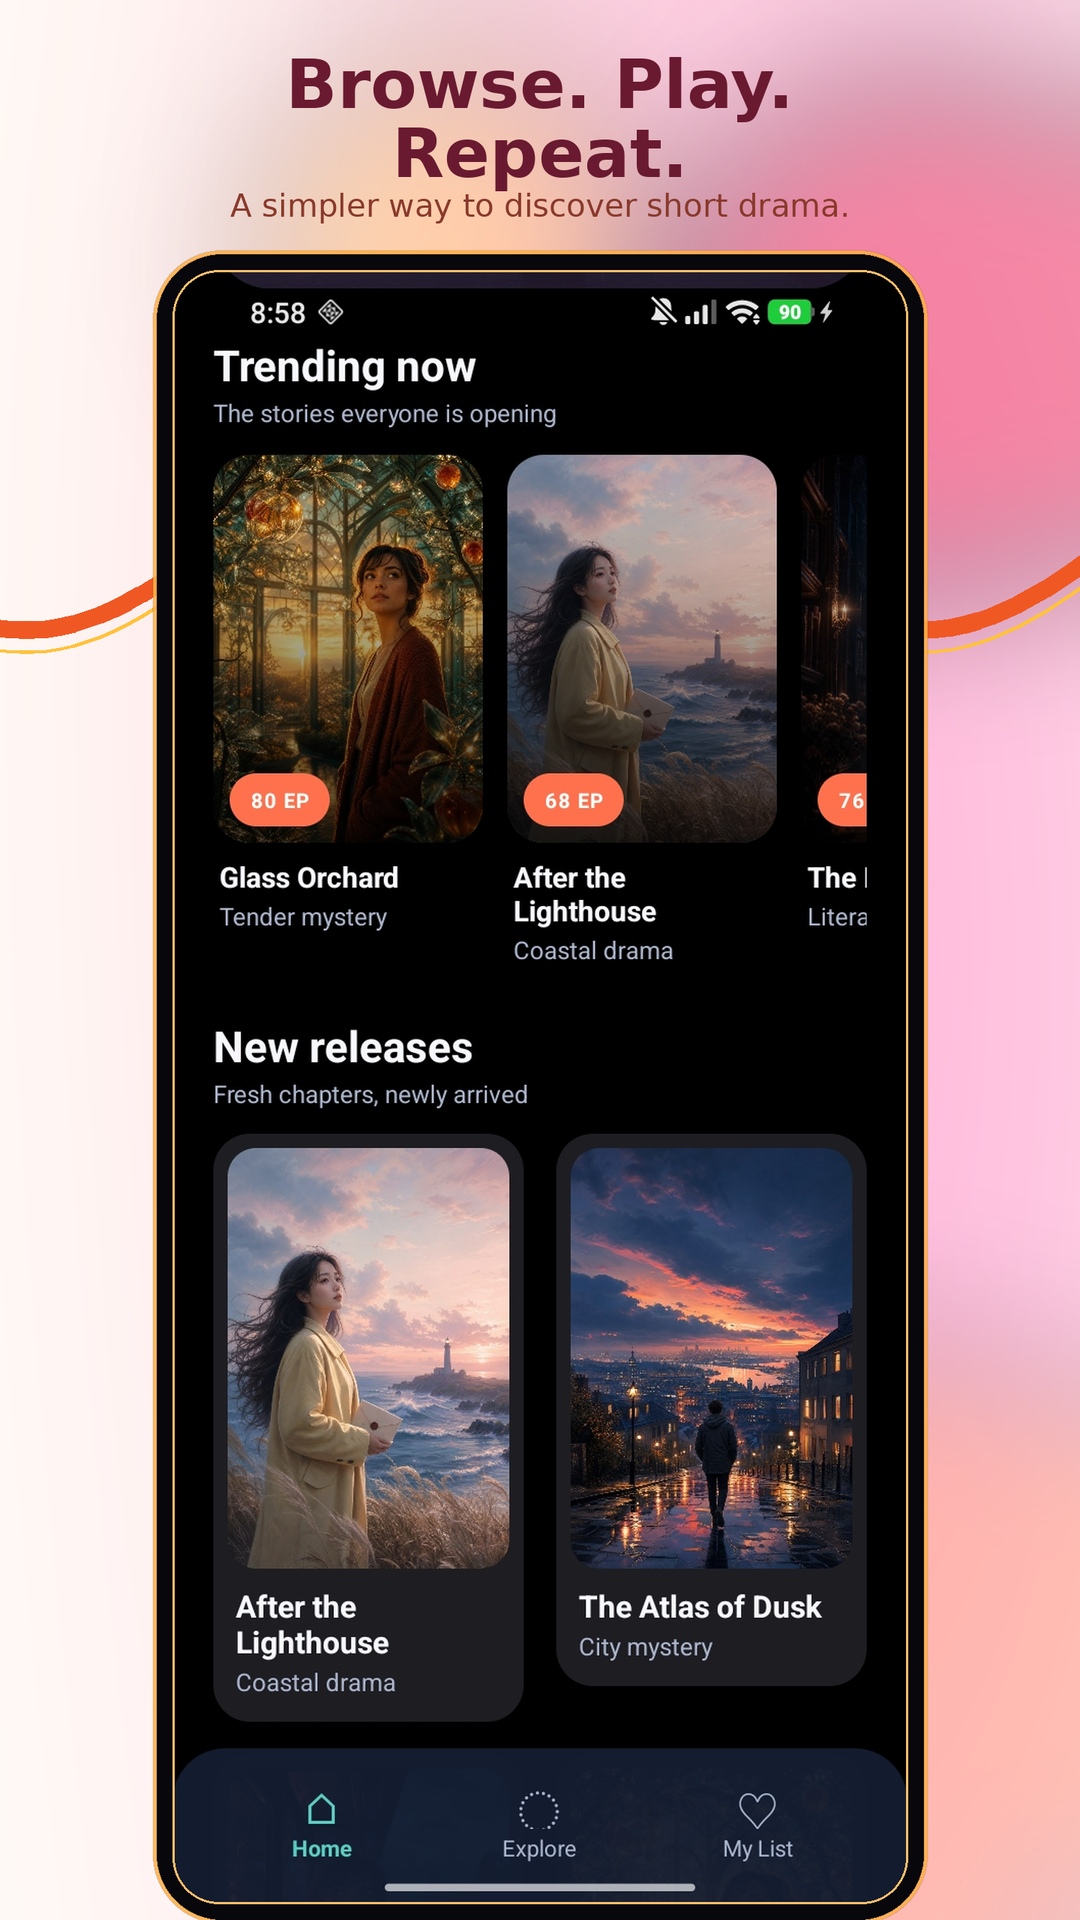 Browse. Play.
Repeat.
A simpler way to discover short drama.
8:58
90
Trending now
The stories everyone is opening
80 EP
68 EP
76
Glass Orchard
Tender mystery
After the
Lighthouse
Coastal drama
The
Litera
New releases
Fresh chapters, newly arrived
After the
Lighthouse
Coastal drama
The Atlas of Dusk
City mystery
Home
Explore
My List